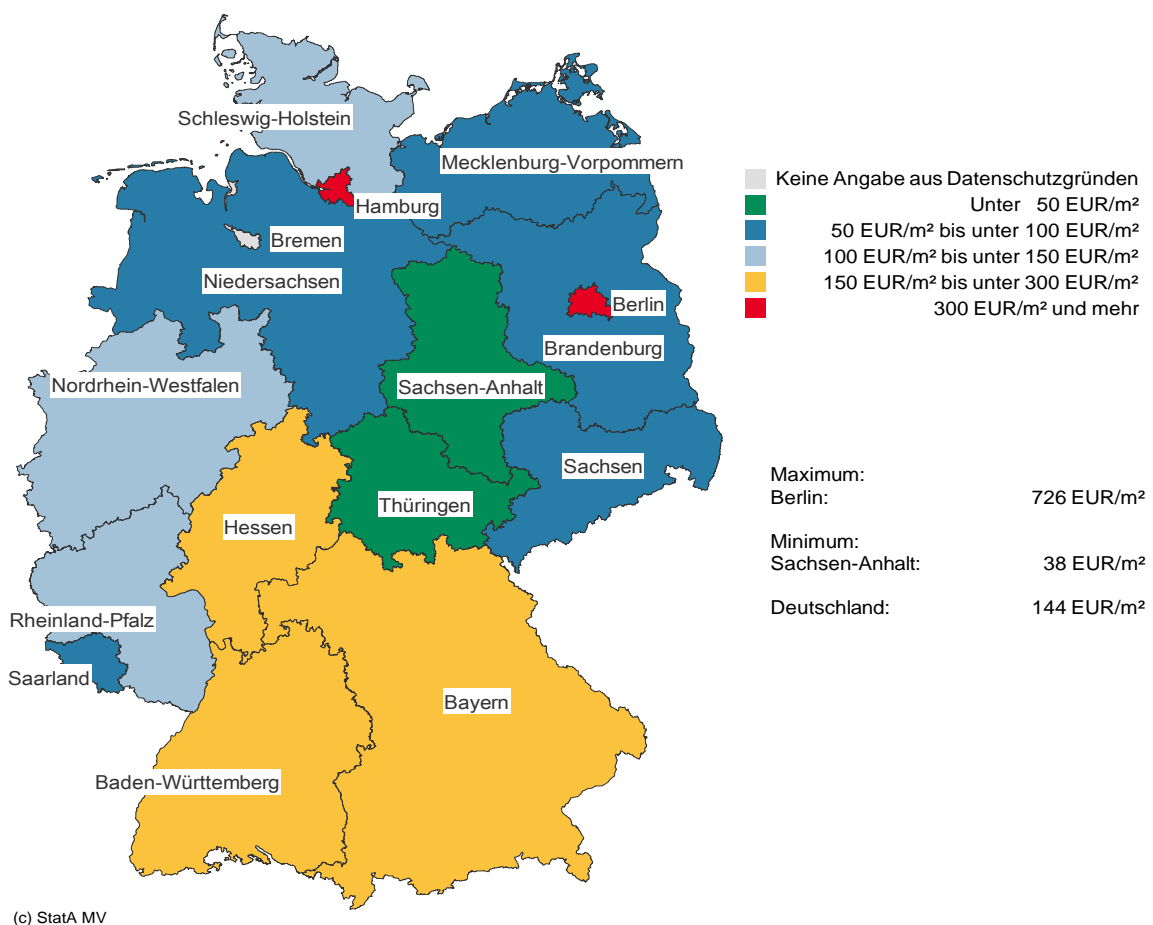 Schleswig-Holstein
Mecklenburg-Vorpommern
Hamburg
Bremen
Niedersachsen
Berlin
Brandenburg
Nordrhein-Westfalen
Sachsen-Anhalt
Sachsen
Thüringen
Hessen
Rheinland-Pfalz
Saarland
Bayern
Baden-Württemberg
Keine Angabe aus Datenschutzgründen
Unter 50 EUR/m²
50 EUR/m² bis unter 100 EUR/m²
100 EUR/m² bis unter 150 EUR/m²
150 EUR/m² bis unter 300 EUR/m²
300 EUR/m² und mehr
Maximum:
Berlin: 726 EUR/m²
Minimum:
Sachsen-Anhalt: 38 EUR/m²
Deutschland: 144 EUR/m²
(c) StatA MV